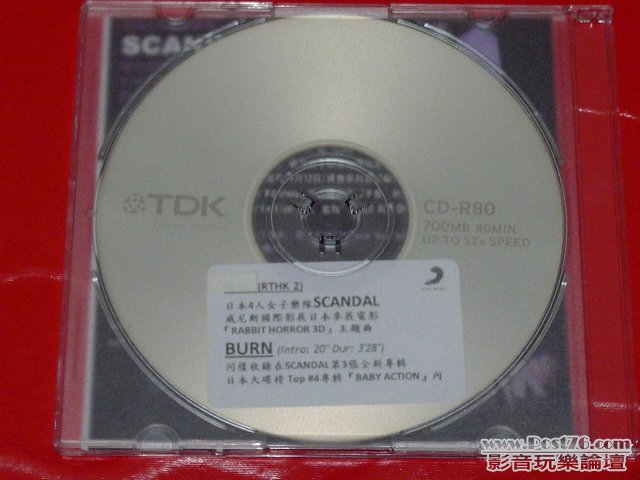 SCAN
TDK
CD-R80
700MB 80MIN
UP TO 52x SPEED
(RTHK 2)
日本4人女子樂隊SCANDAL
威尼斯國際影展日本參展電影
『RABBIT HORROR 3D』主題曲
BURN (Intro: 20" Dur: 3'28")
同樣收錄在SCANDAL第3張全新專輯
日本大碟榜 Top #4專輯『BABY ACTION』內
www.Post76.com
影音玩樂論壇